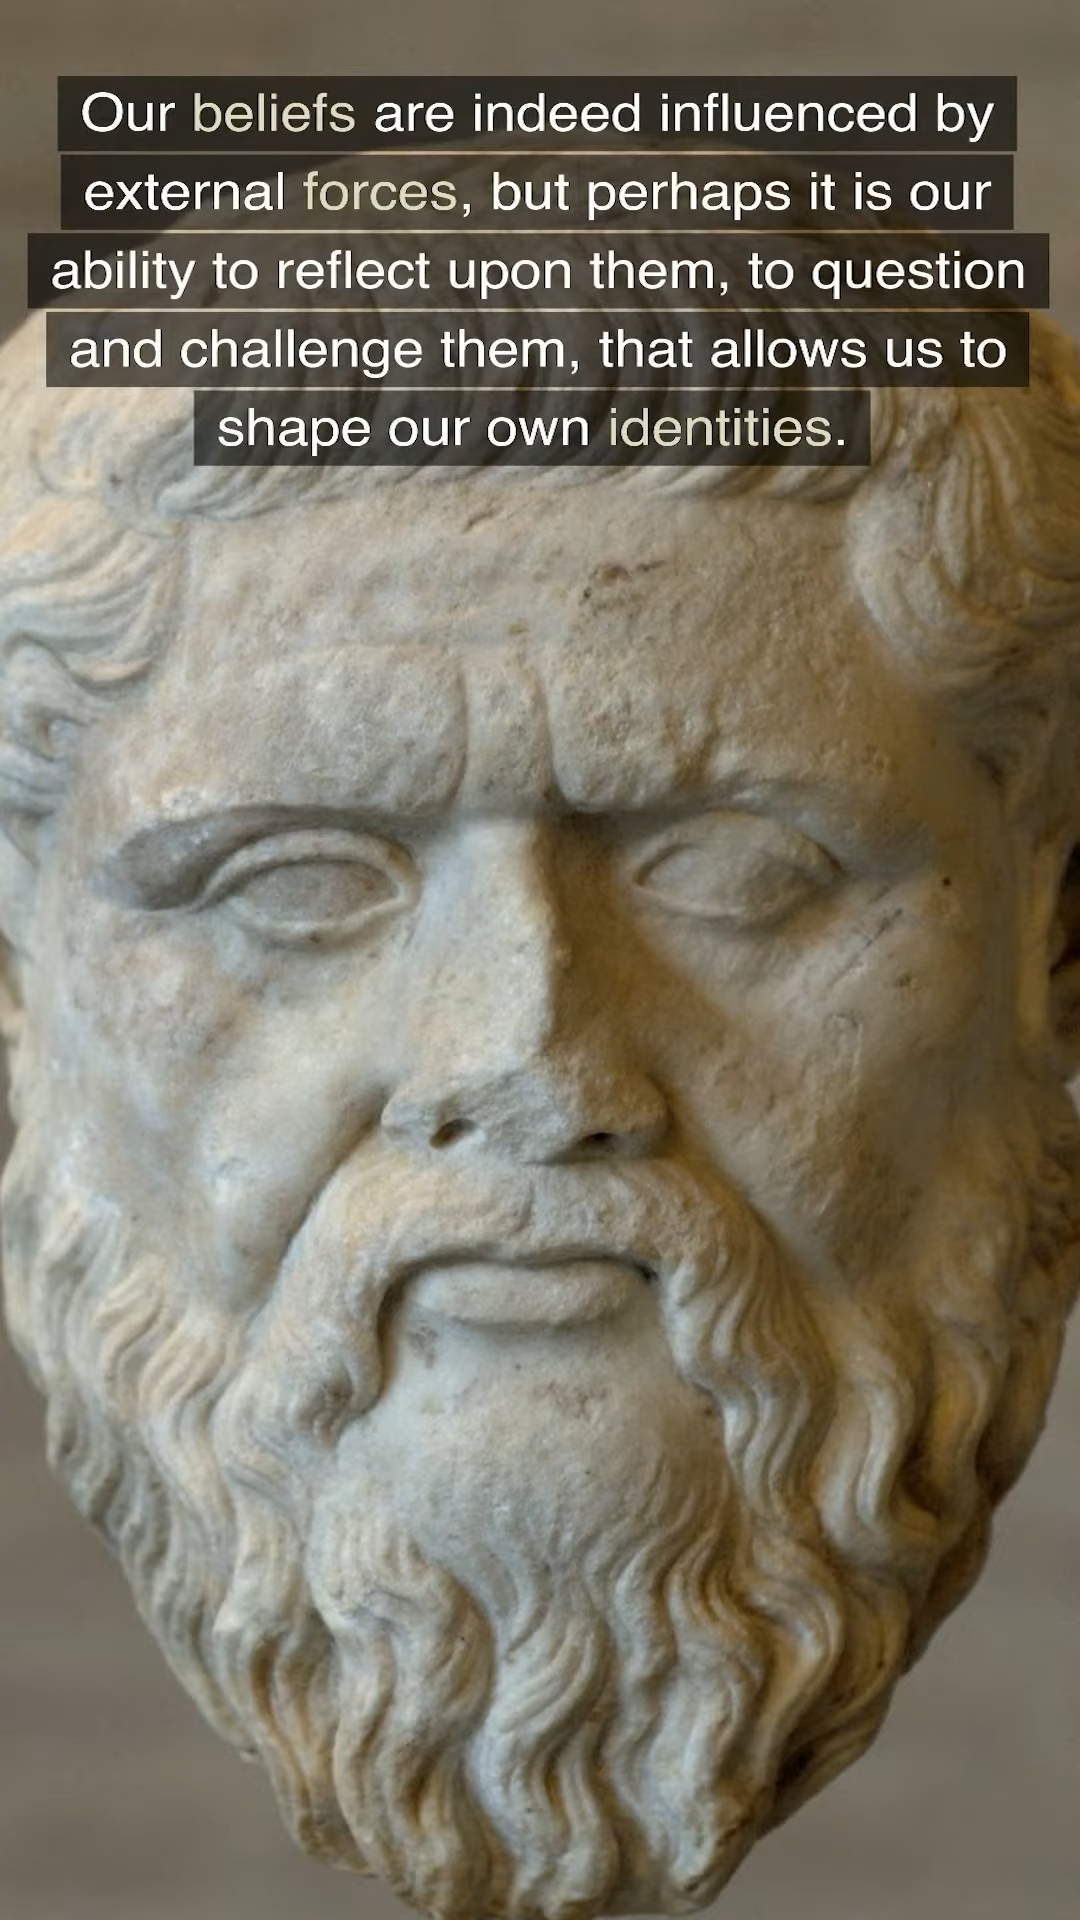 Our beliefs are indeed influenced by
external forces, but perhaps it is our
ability to reflect upon them, to question
and challenge them, that allows us to
shape our own identities.